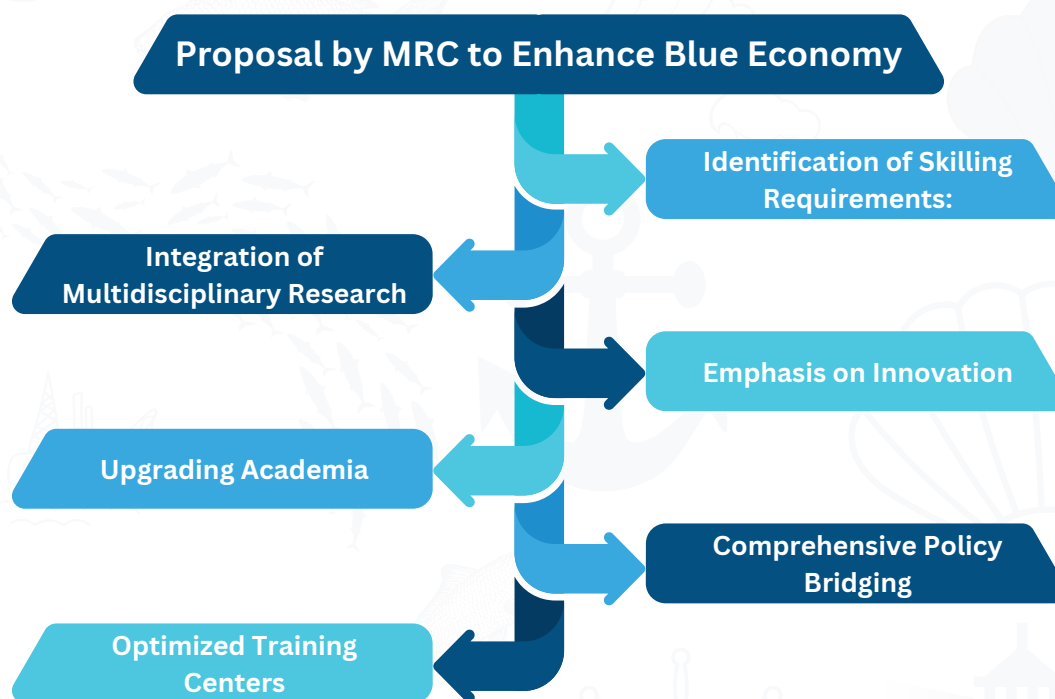 Proposal by MRC to Enhance Blue Economy
Identification of Skilling
Requirements:
Integration of
Multidisciplinary Research
Emphasis on Innovation
Upgrading Academia
Comprehensive Policy
Bridging
Optimized Training
Centers